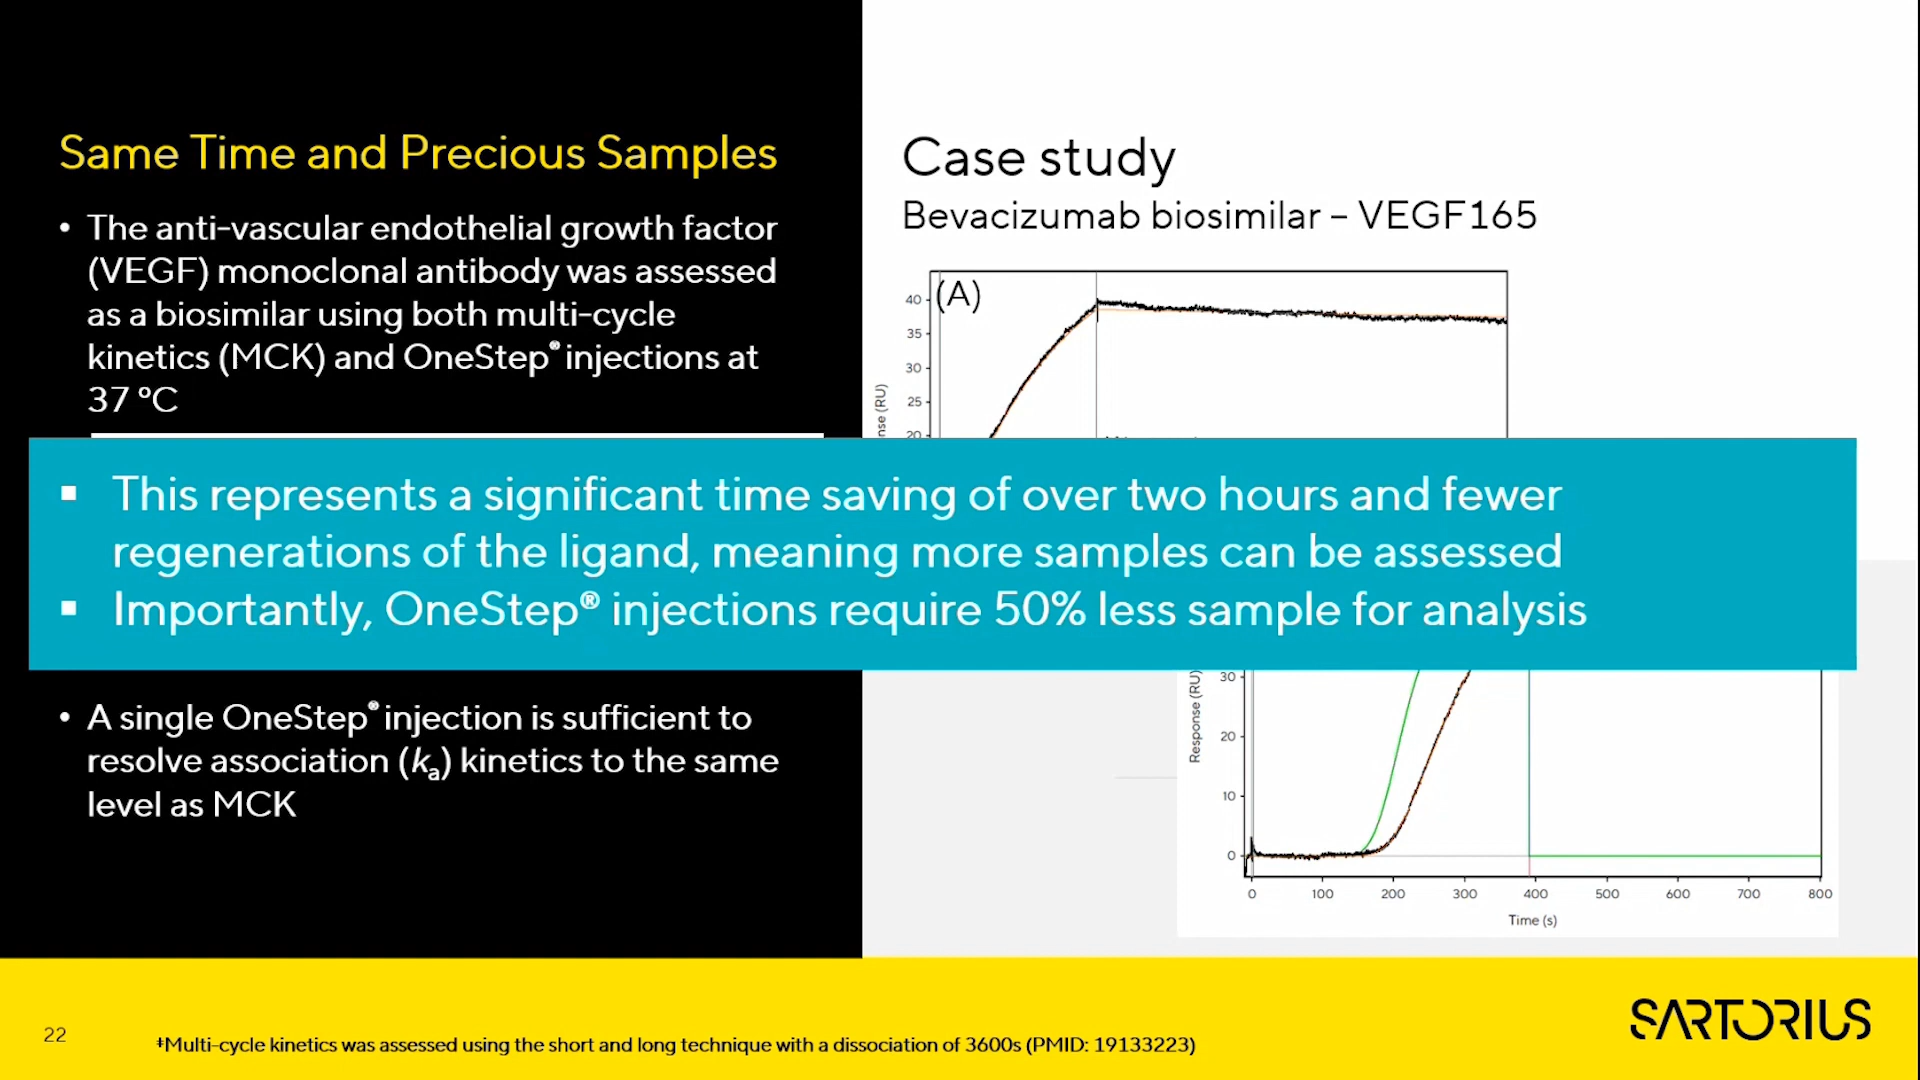 Same Time and Precious Samples
• The anti-vascular endothelial growth factor
(VEGF) monoclonal antibody was assessed
as a biosimilar using both multi-cycle
kinetics (MCK) and OneStep® injections at
37 °C
Case study
Bevacizumab biosimilar – VEGF165
(A)
40
35
30
25
20
nse (RU)
▪ This represents a significant time saving of over two hours and fewer
regenerations of the ligand, meaning more samples can be assessed
▪ Importantly, OneStep® injections require 50% less sample for analysis
• A single OneStep® injection is sufficient to
resolve association (kₐ) kinetics to the same
level as MCK
Response (RU)
30
20
10
0
0 100 200 300 400 500 600 700 800
Time (s)
22
‡Multi-cycle kinetics was assessed using the short and long technique with a dissociation of 3600s (PMID: 19133223)
SARTORIUS